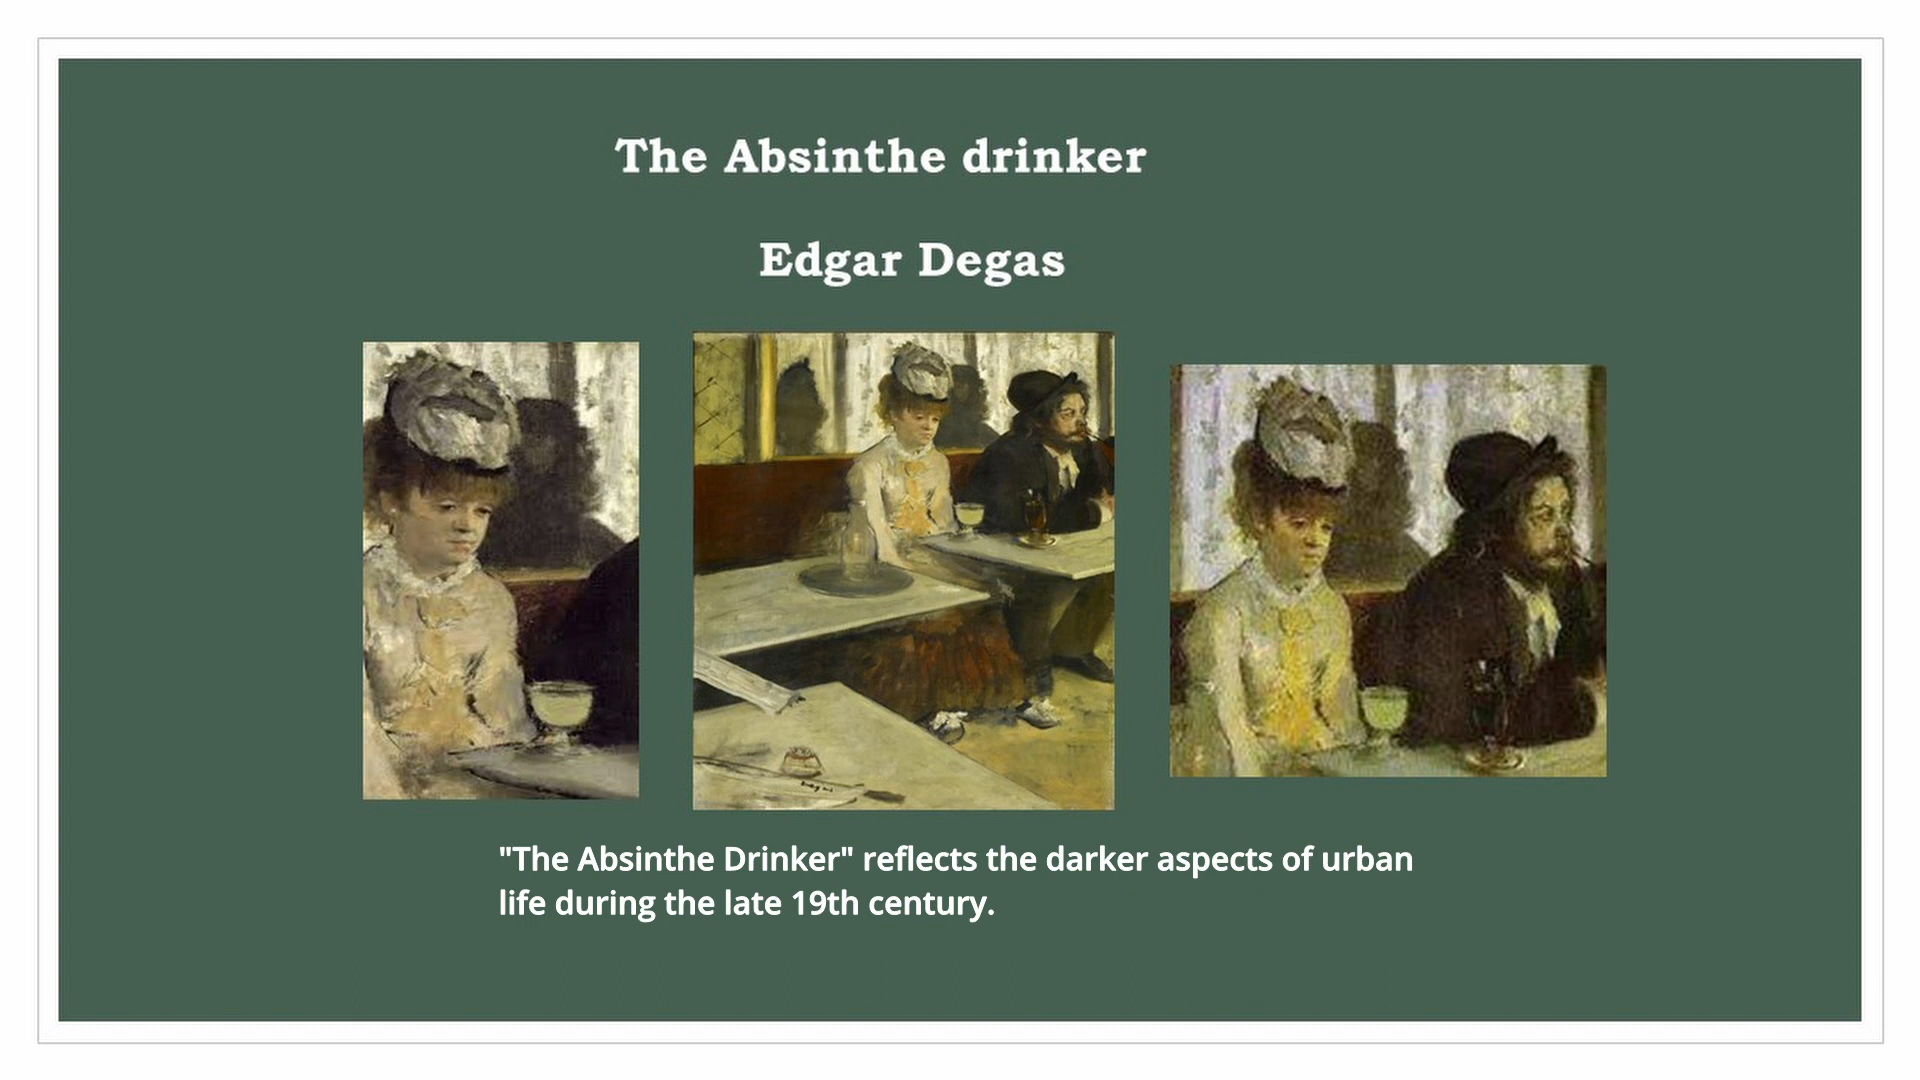 The Absinthe drinker
Edgar Degas
"The Absinthe Drinker" reflects the darker aspects of urban
life during the late 19th century.